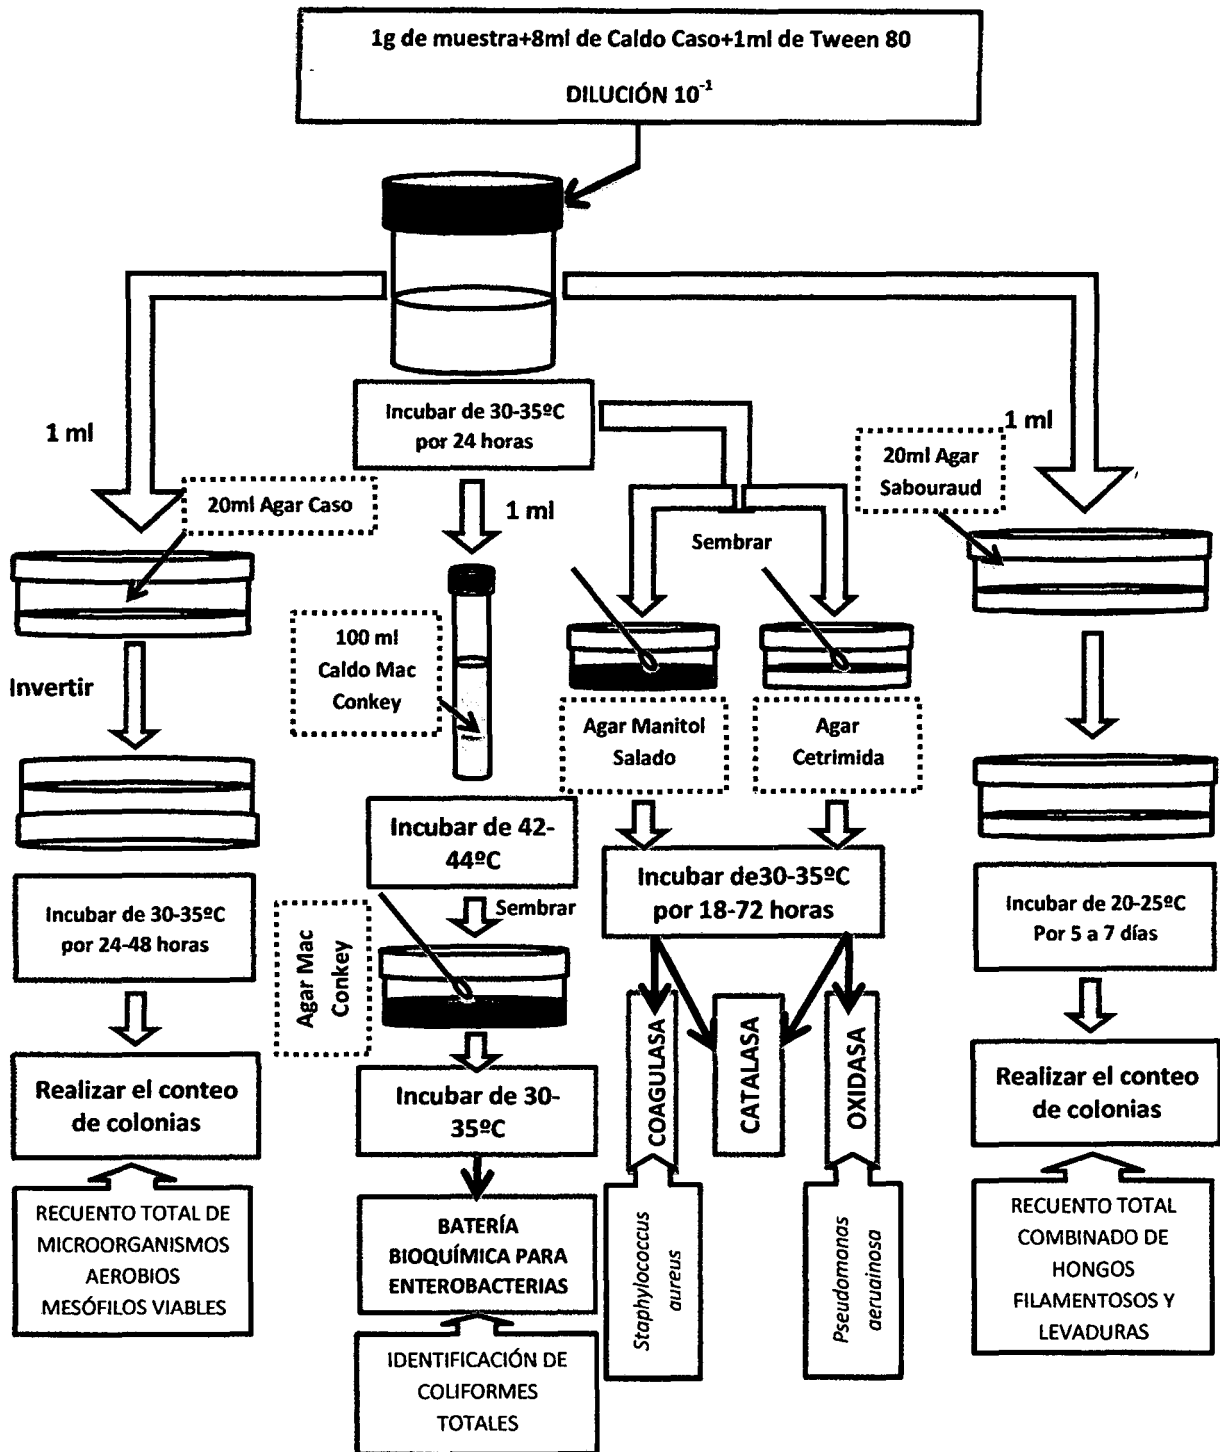 1g de muestra+8ml de Caldo Caso+1ml de Tween 80
DILUCIÓN 10⁻¹
Incubar de 30-35ºC
por 24 horas
1 ml
20ml Agar Caso
Invertir
Incubar de 30-35ºC
por 24-48 horas
Realizar el conteo
de colonias
RECUENTO TOTAL DE
MICROORGANISMOS
AEROBIOS
MESÓFILOS VIABLES
1 ml
100 ml
Caldo Mac
Conkey
Incubar de 42-
44ºC
Sembrar
Agar Mac
Conkey
Incubar de 30-
35ºC
BATERÍA
BIOQUÍMICA PARA
ENTEROBACTERIAS
IDENTIFICACIÓN DE
COLIFORMES
TOTALES
Sembrar
Agar Manitol
Salado
Agar
Cetrimida
Incubar de30-35ºC
por 18-72 horas
COAGULASA
CATALASA
OXIDASA
Staphylococcus
aureus
Pseudomonas
aeruainosa
1 ml
20ml Agar
Sabouraud
Incubar de 20-25ºC
Por 5 a 7 días
Realizar el conteo
de colonias
RECUENTO TOTAL
COMBINADO DE
HONGOS
FILAMENTOSOS Y
LEVADURAS